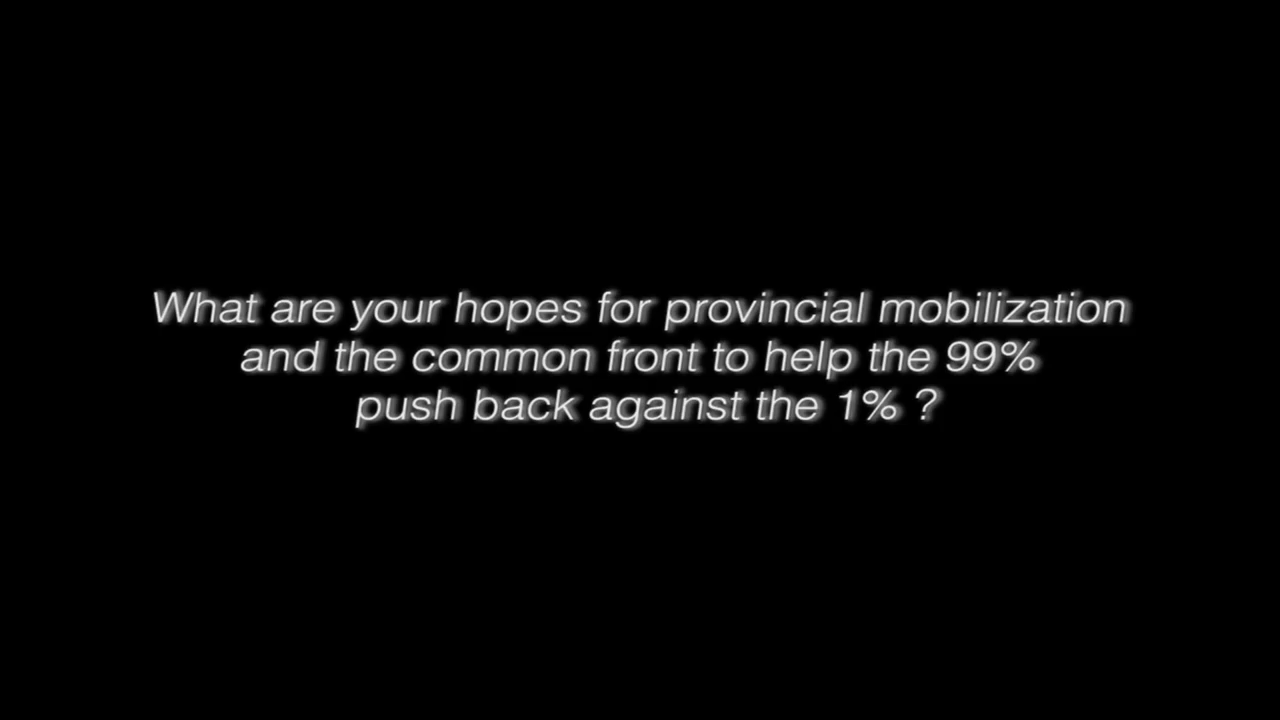 What are your hopes for provincial mobilization
and the common front to help the 99%
push back against the 1% ?